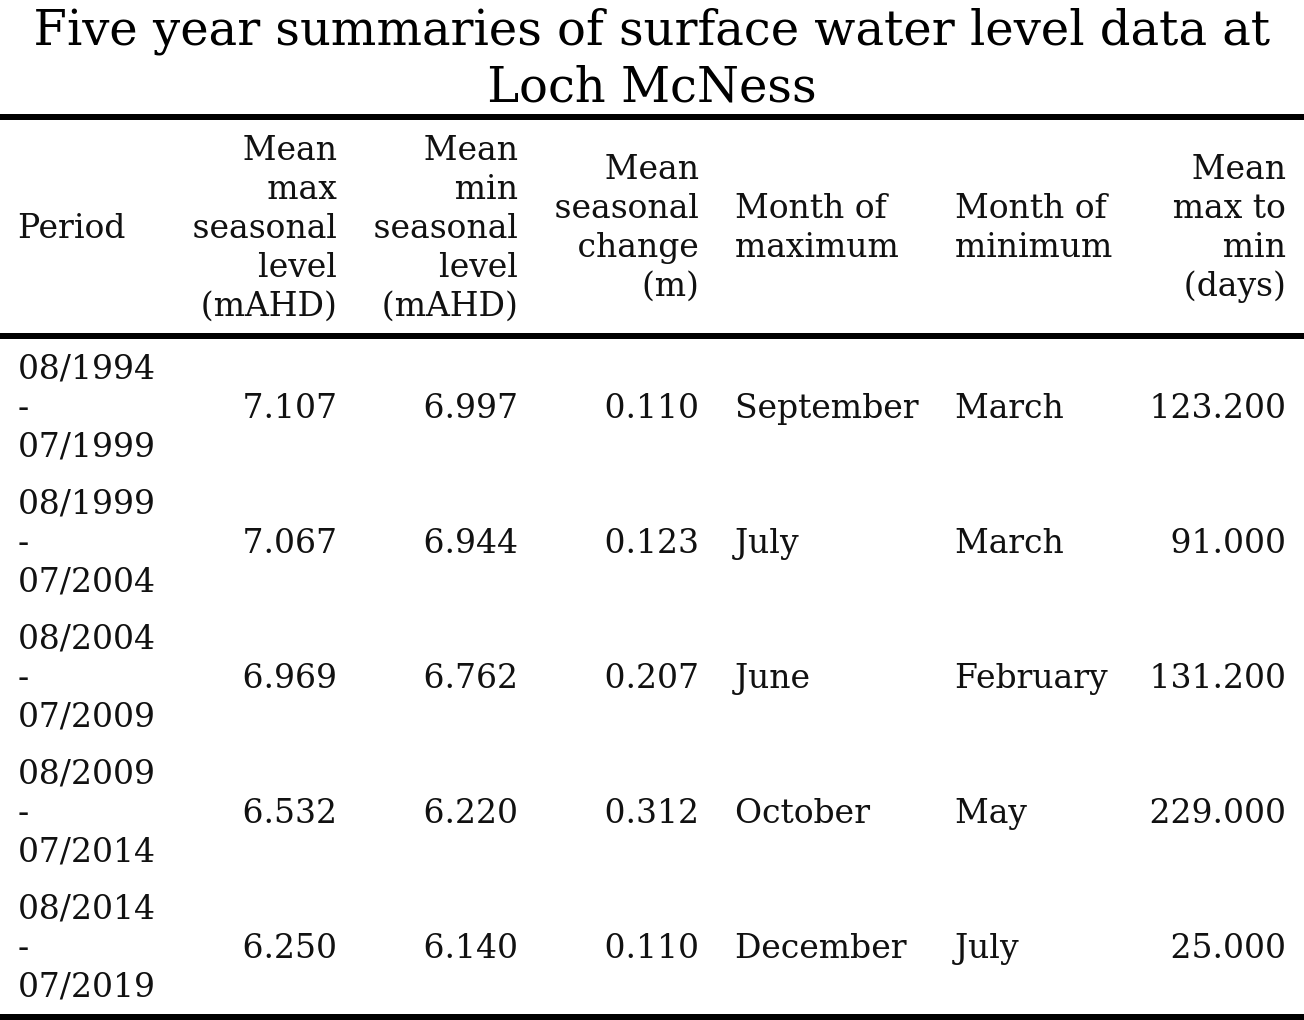 Five year summaries of surface water level data at
Loch McNess
Period
Mean
max
seasonal
level
(mAHD)
Mean
min
seasonal
level
(mAHD)
Mean
seasonal
change
(m)
Month of
maximum
Month of
minimum
Mean
max to
min
(days)
08/1994
-
07/1999
7.107
6.997
0.110
September
March
123.200
08/1999
-
07/2004
7.067
6.944
0.123
July
March
91.000
08/2004
-
07/2009
6.969
6.762
0.207
June
February
131.200
08/2009
-
07/2014
6.532
6.220
0.312
October
May
229.000
08/2014
-
07/2019
6.250
6.140
0.110
December
July
25.000